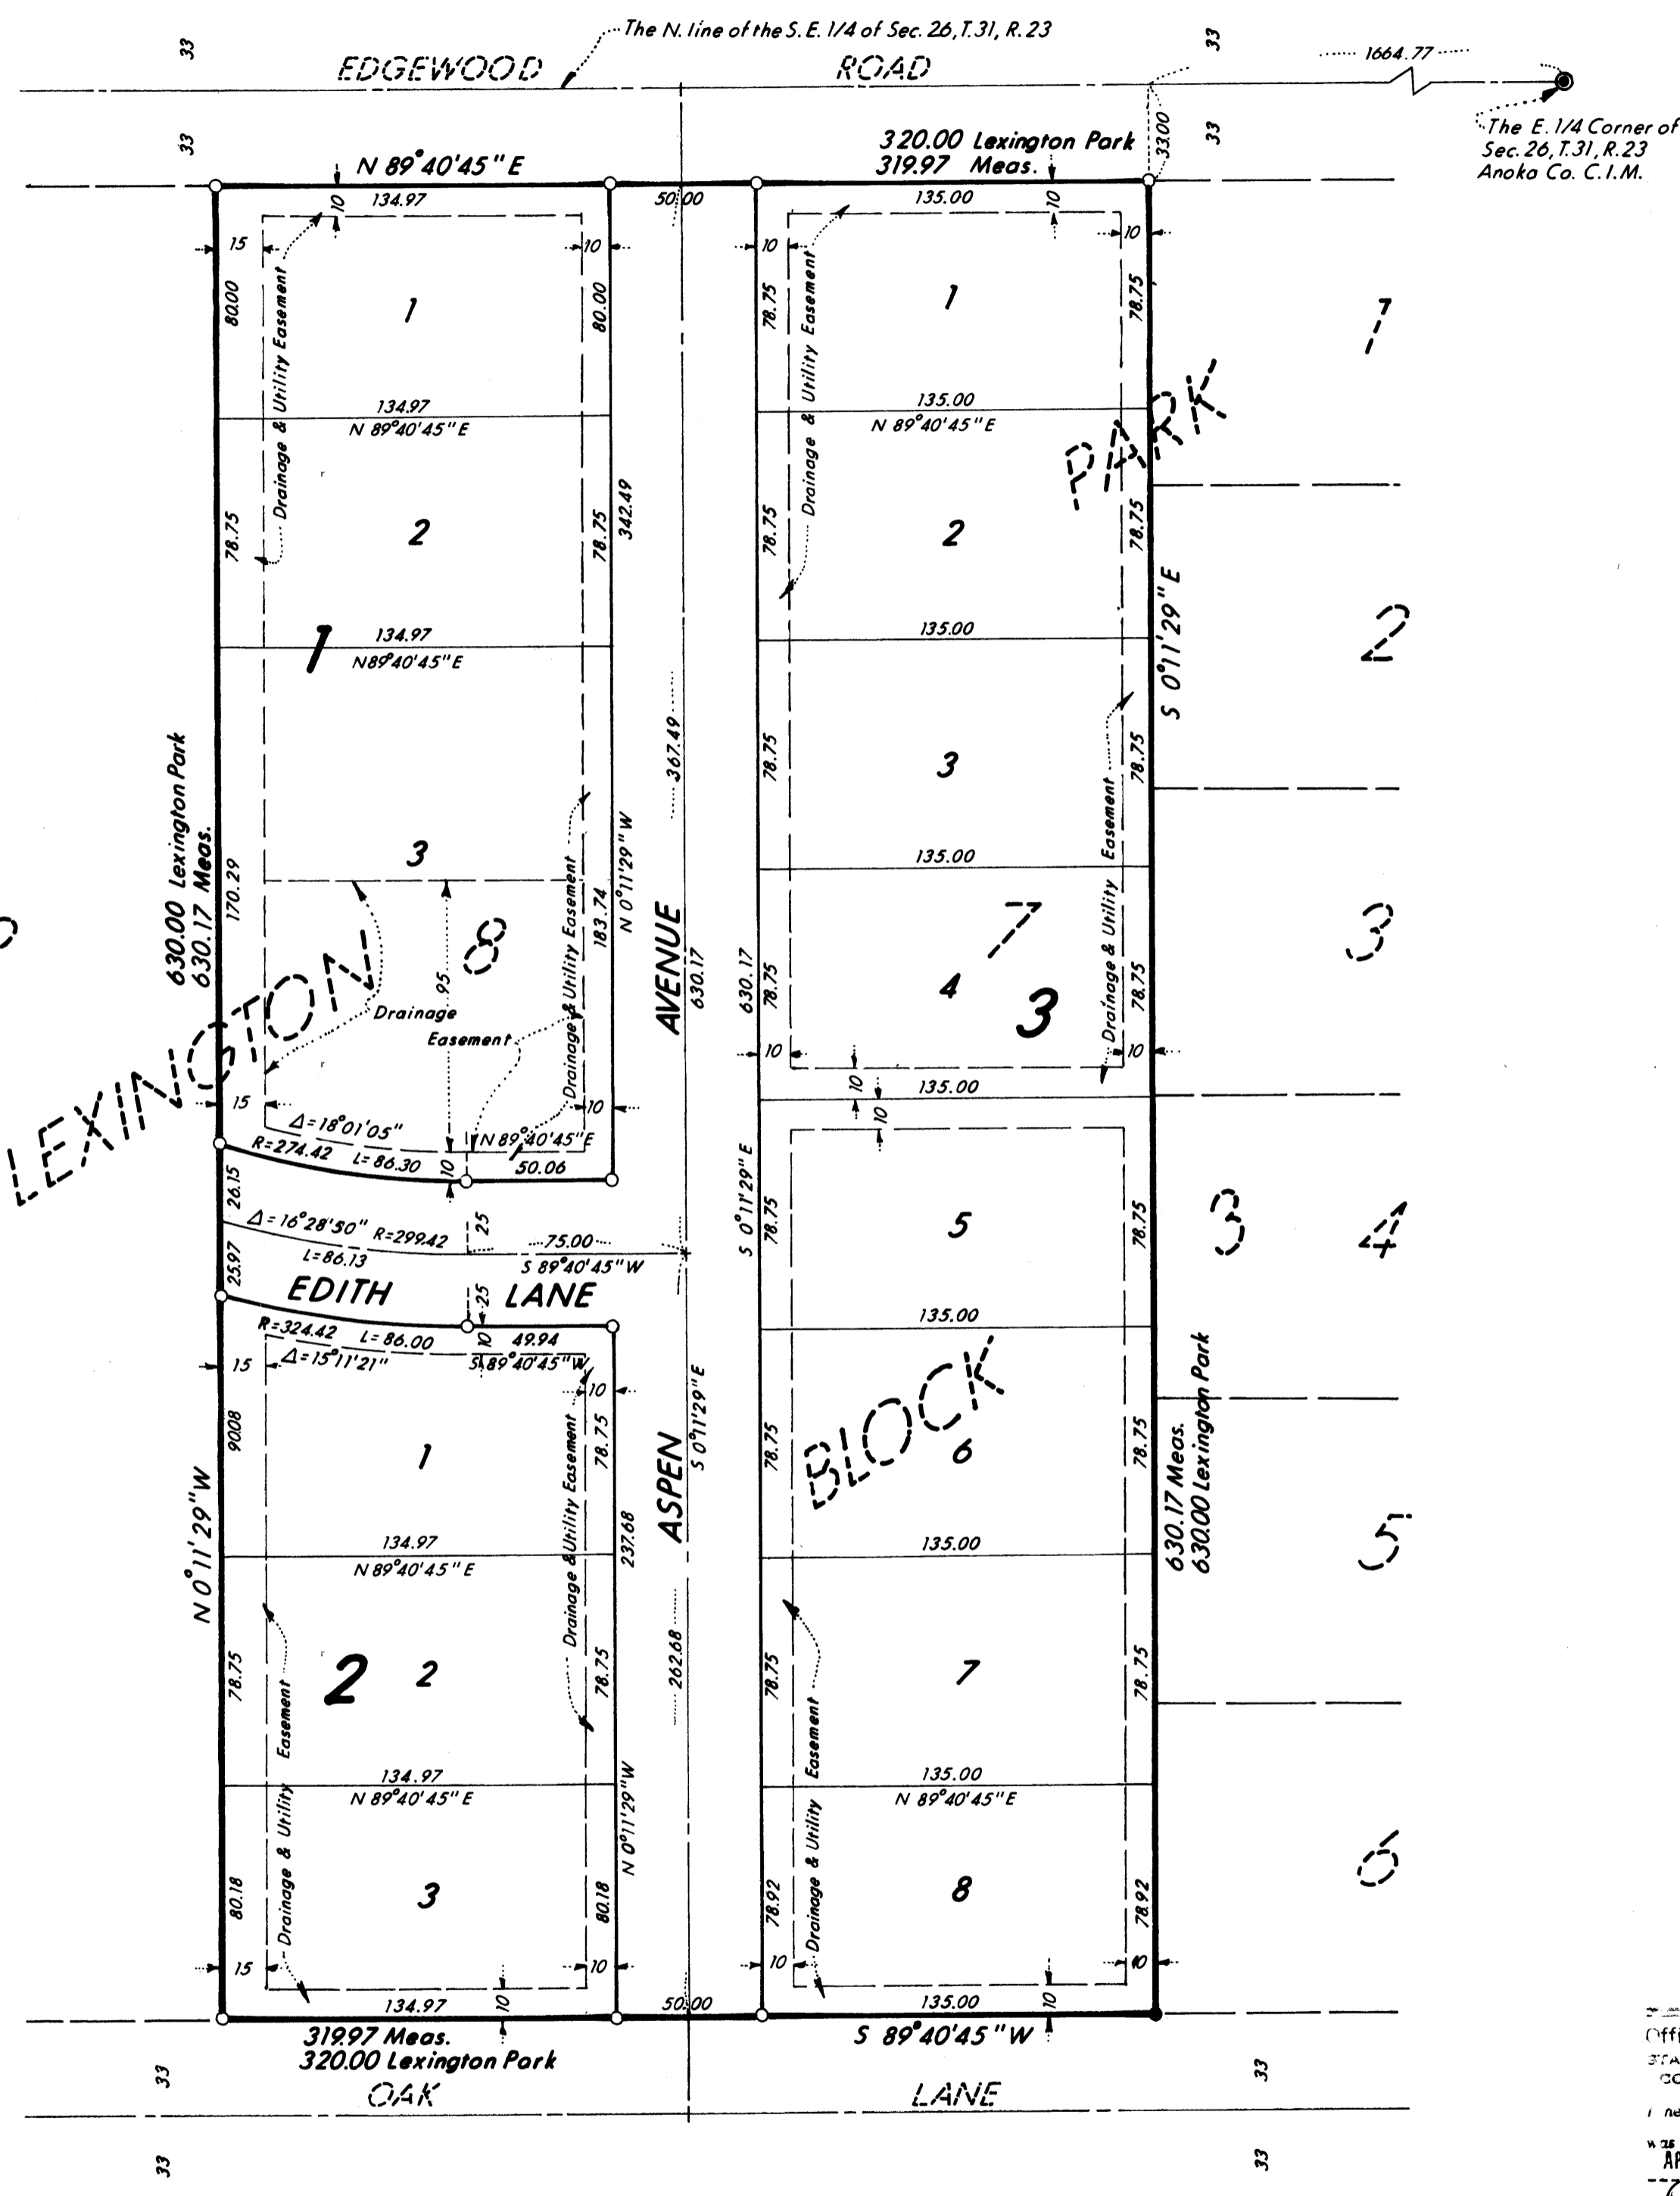 The N. line of the S.E. 1/4 of Sec. 26, T.31, R.23
33
33
1664.77
EDGEWOOD ROAD
33
33
33.00
The E. 1/4 Corner of
Sec. 26, T.31, R.23
Anoka Co. C.I.M.
N 89°40'45" E
320.00 Lexington Park
319.97 Meas.
134.97
10
50.00
135.00
10
15
10
10
10
80.00
Drainage & Utility Easement
1
80.00
78.75
Drainage & Utility Easement
1
78.75
1
134.97
N 89°40'45" E
135.00
N 89°40'45" E
PARK
78.75
2
78.75
342.49
78.75
2
78.75
S 0°11'29" E
2
134.97
N 89°40'45" E
135.00
1
630.00 Lexington Park
630.17 Meas.
170.29
3
Drainage & Utility Easement
183.74
N 0°11'29" W
367.49
78.75
3
78.75
Drainage & Utility Easement
135.00
3
LEXINGTON
8
95
Drainage
Easement
AVENUE
630.17
630.17
78.75
4
7
3
78.75
10
10
10
135.00
10
15
10
Δ=18°01'05"
R=274.42 L=86.30
10
N 89°40'45" E
50.06
26.15
Δ=16°28'50" R=299.42
L=86.13
25
75.00
S 89°40'45" W
S 0°11'29" E
78.75
5
78.75
3
4
25.97
EDITH LANE
25
R=324.42 L=86.00
Δ=15°11'21"
10
49.94
S 89°40'45" W
135.00
15
10
90.08
1
Drainage & Utility Easement
78.75
S 0°11'29" E
BLOCK
78.75
6
78.75
630.17 Meas.
630.00 Lexington Park
N 0°11'29" W
134.97
N 89°40'45" E
237.68
ASPEN
135.00
5
78.75
Drainage & Utility Easement
2
2
78.75
262.68
78.75
Drainage & Utility Easement
7
78.75
134.97
N 89°40'45" E
N 0°11'29" W
135.00
N 89°40'45" E
6
80.18
3
80.18
78.92
8
78.92
15
10
10
10
134.97
10
50.00
135.00
10
319.97 Meas.
320.00 Lexington Park
S 89°40'45" W
33
OAK LANE
33
33
33